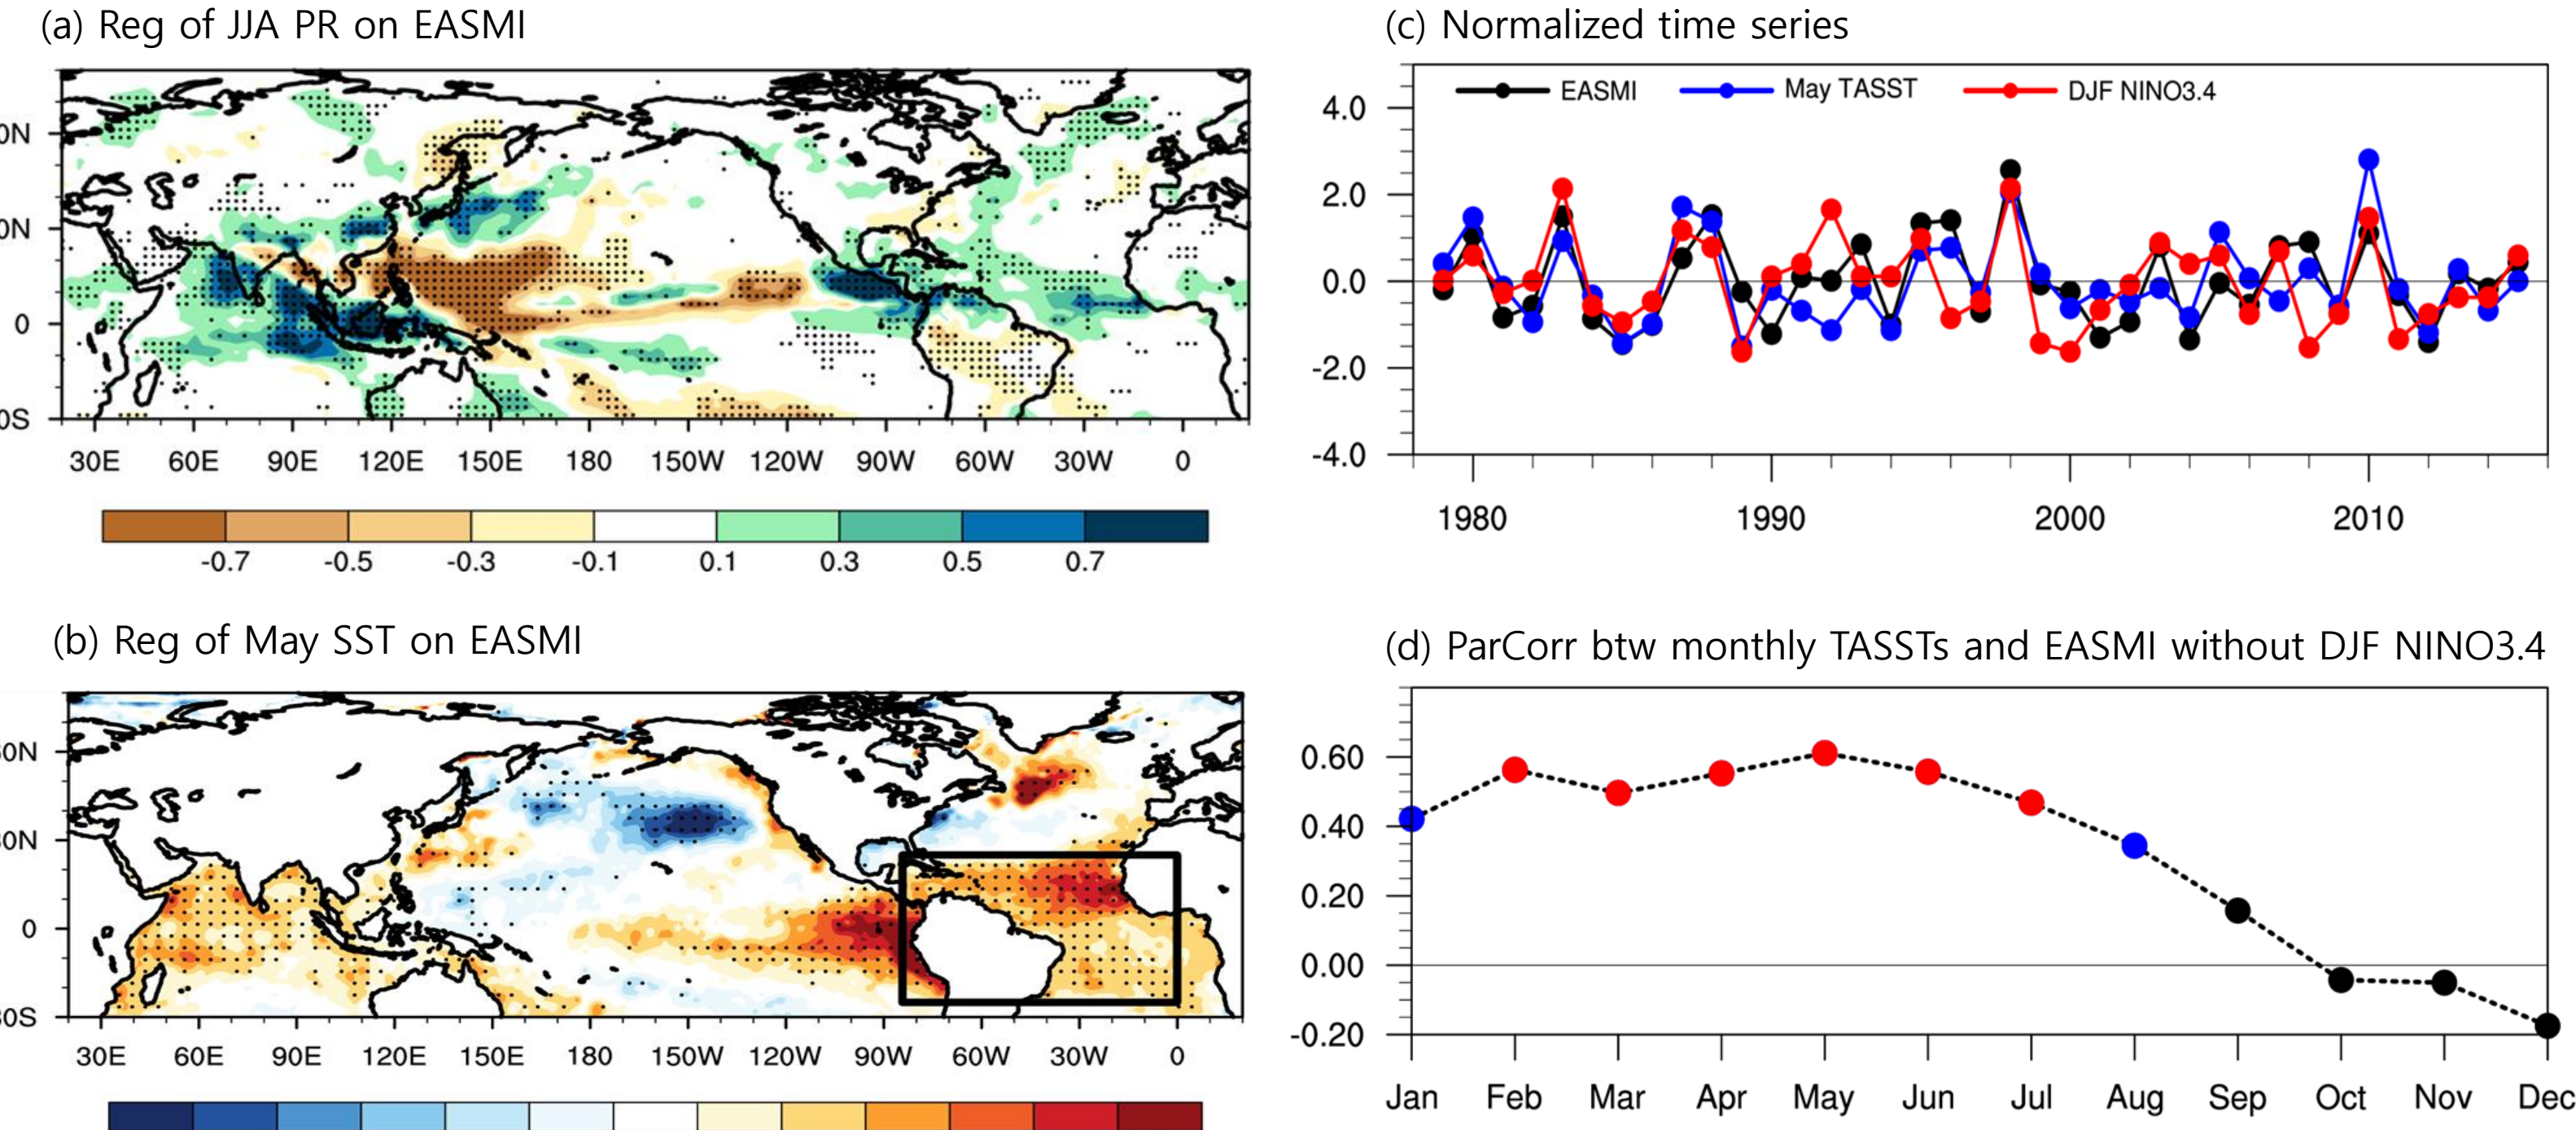 (a) Reg of JJA PR on EASMI
0N
0N
0
0S
30E 60E 90E 120E 150E 180 150W 120W 90W 60W 30W 0
-0.7 -0.5 -0.3 -0.1 0.1 0.3 0.5 0.7
(b) Reg of May SST on EASMI
30N
0
30S
30E 60E 90E 120E 150E 180 150W 120W 90W 60W 30W 0
(c) Normalized time series
EASMI May TASST DJF NINO3.4
4.0
2.0
0.0
-2.0
-4.0
1980 1990 2000 2010
(d) ParCorr btw monthly TASSTs and EASMI without DJF NINO3.4
0.60
0.40
0.20
0.00
-0.20
Jan Feb Mar Apr May Jun Jul Aug Sep Oct Nov Dec